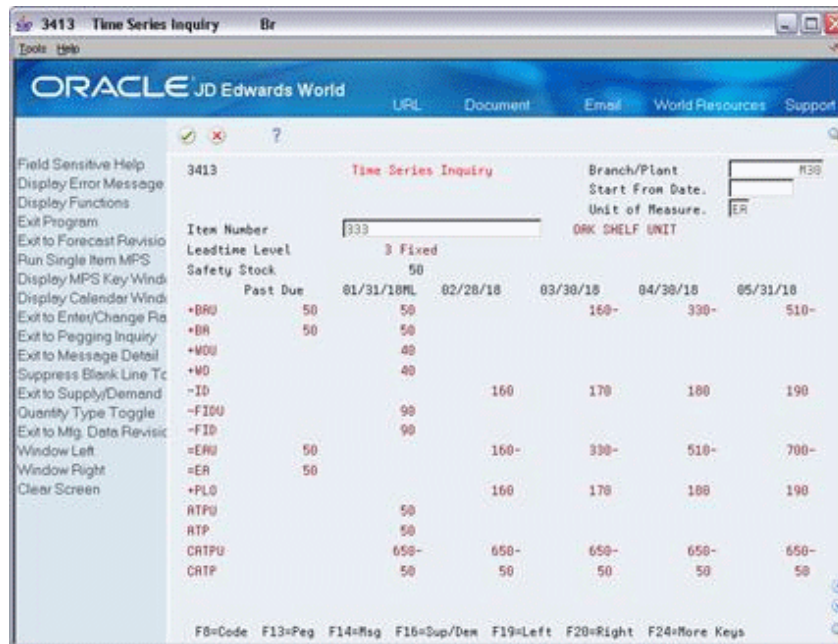 3413 Time Series Inquiry Br
Tools Help
ORACLE JD Edwards World
URL Document Email World Resources Support
?
Field Sensitive Help
Display Error Message
Display Functions
Exit Program
Exit to Forecast Revisio
Run Single Item MPS
Display MPS Key Wind
Display Calendar Wind
Exit to Enter/Change Ra
Exit to Pegging Inquiry
Exit to Message Detail
Suppress Blank Line To
Exit to Supply/Demand
Quantity Type Toggle
Exit to Mfg. Data Revisio
Window Left
Window Right
Clear Screen
3413 Time Series Inquiry Branch/Plant M30
Start From Date.
Unit of Measure. EA
Item Number 333 OAK SHELF UNIT
Leadtime Level 3 Fixed
Safety Stock 50
Past Due 01/31/18ML 02/28/18 03/30/18 04/30/18 05/31/18
+BAU 50 50 160- 330- 510-
+BA 50 50
+WOU 40
+WO 40
-ID 160 170 180 190
-FIDU 90
-FID 90
=EAU 50 160- 330- 510- 700-
=EA 50
+PLO 160 170 180 190
ATPU 50
ATP 50
CATPU 650- 650- 650- 650- 650-
CATP 50 50 50 50 50
F8=Code F13=Peg F14=Msg F16=Sup/Dem F19=Left F20=Right F24=More Keys